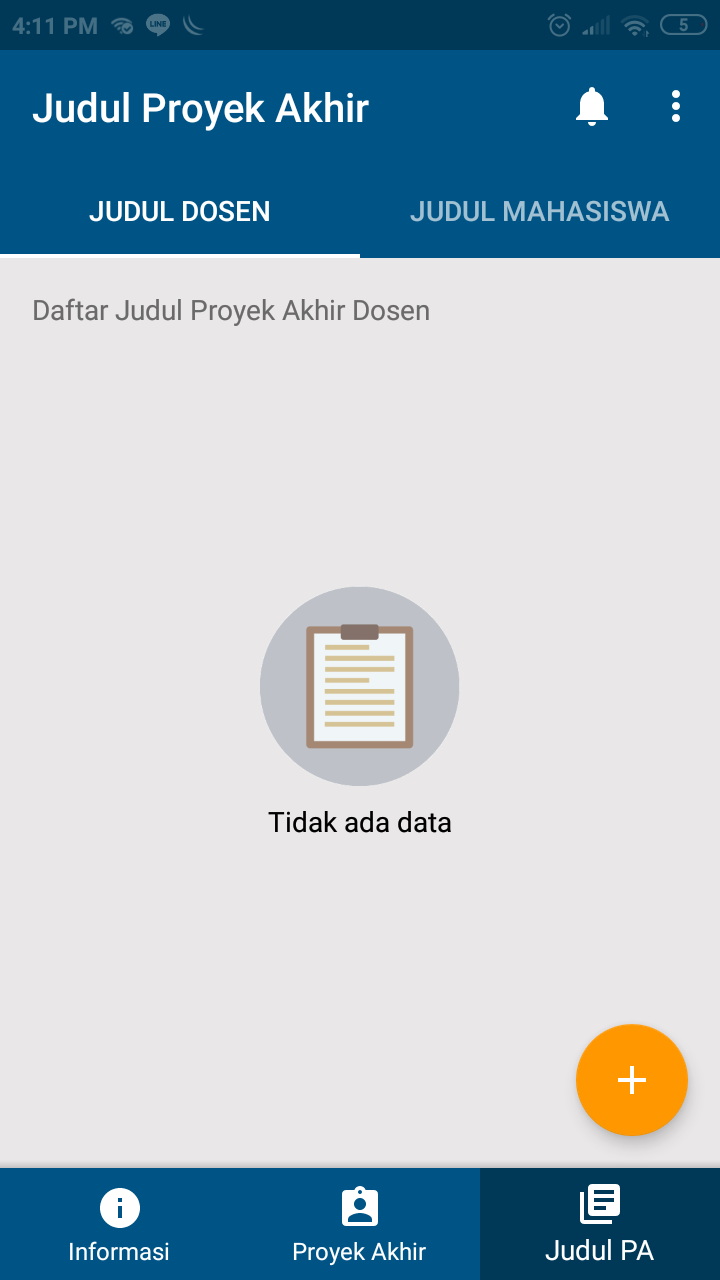 4:11 PM LINE 5
Judul Proyek Akhir
JUDUL DOSEN JUDUL MAHASISWA
Daftar Judul Proyek Akhir Dosen
Tidak ada data
Informasi Proyek Akhir Judul PA